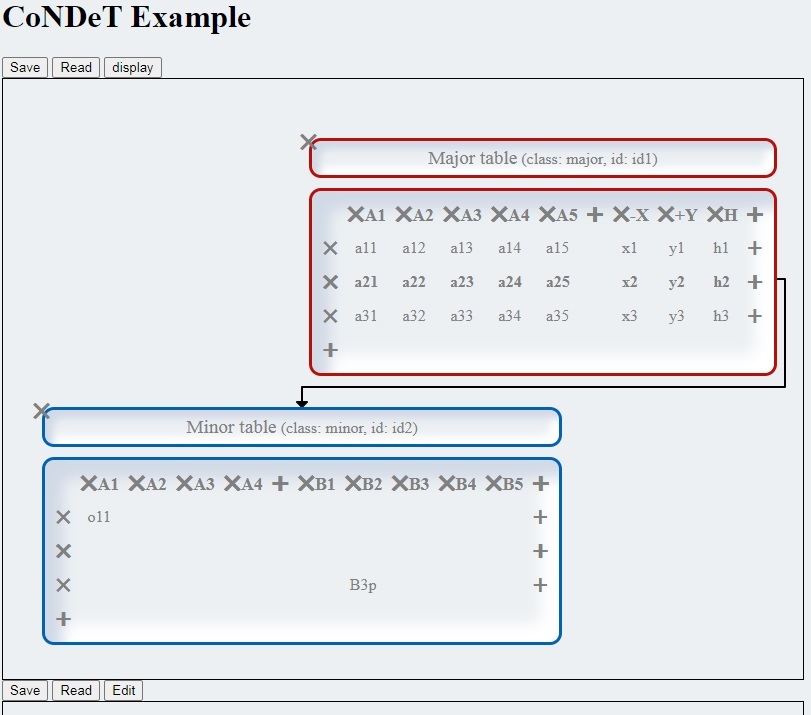 CoNDeT Example
Save Read display
Major table (class: major, id: id1)
A1 A2 A3 A4 A5 + -X +Y H +
a11 a12 a13 a14 a15 x1 y1 h1 +
a21 a22 a23 a24 a25 x2 y2 h2 +
a31 a32 a33 a34 a35 x3 y3 h3 +
+
Minor table (class: minor, id: id2)
A1 A2 A3 A4 + B1 B2 B3 B4 B5 +
o11 +
+
B3p +
+
Save Read Edit